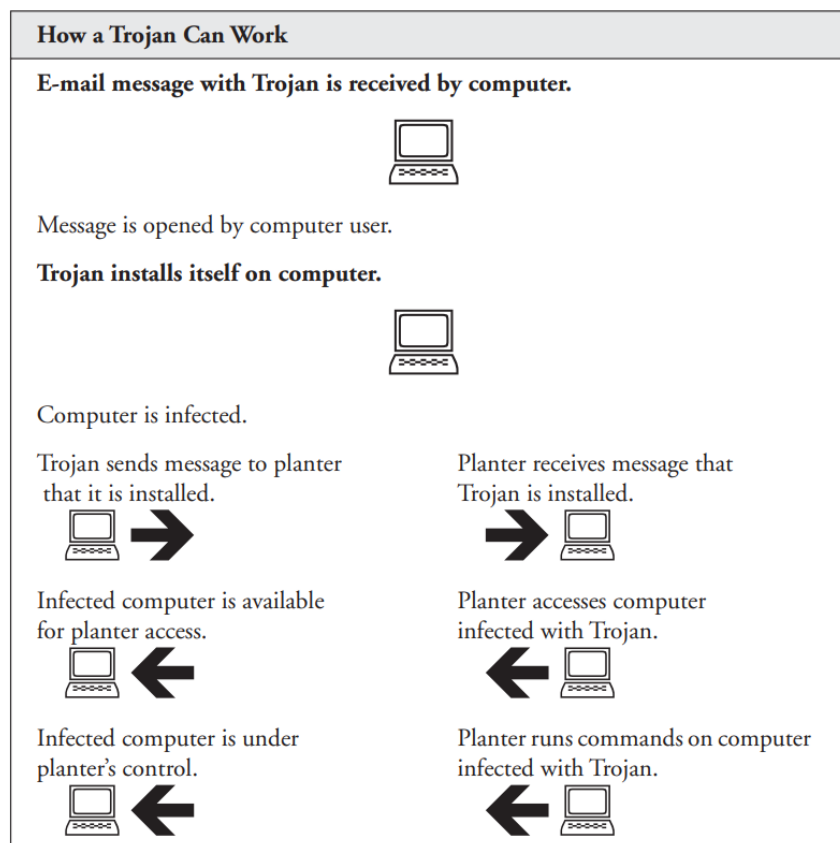 How a Trojan Can Work
E-mail message with Trojan is received by computer.
Message is opened by computer user.
Trojan installs itself on computer.
Computer is infected.
Trojan sends message to planter
that it is installed.
Planter receives message that
Trojan is installed.
Infected computer is available
for planter access.
Planter accesses computer
infected with Trojan.
Infected computer is under
planter’s control.
Planter runs commands on computer
infected with Trojan.